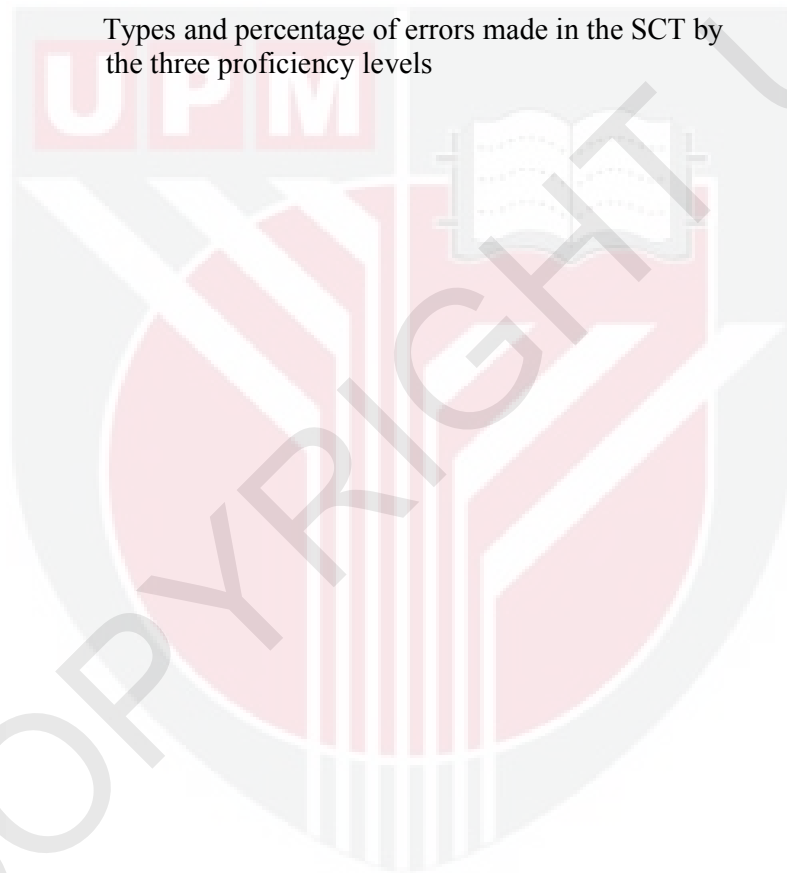 Types and percentage of errors made in the SCT by
the three proficiency levels
UPM
COPYRIGHT U